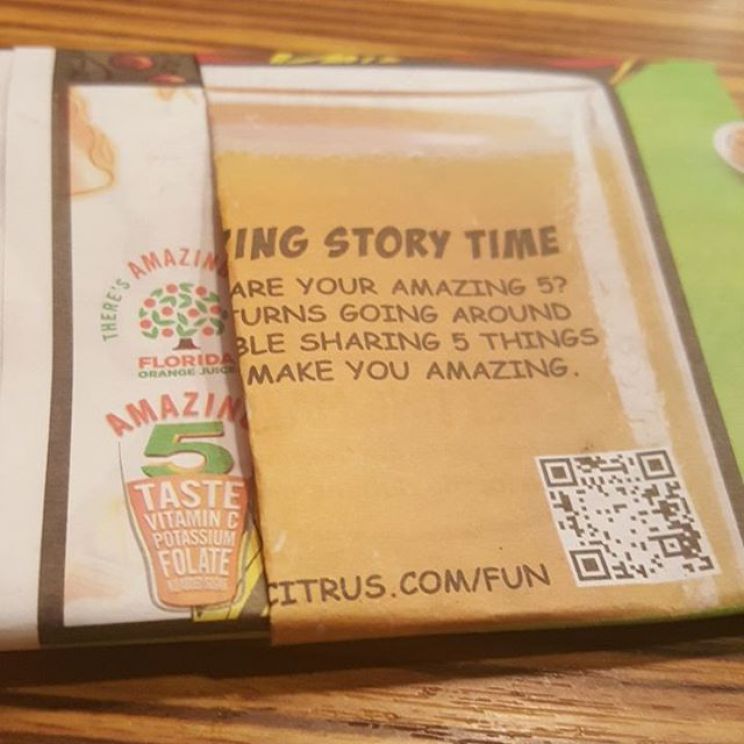 THERE'S AMAZIN
FLORIDA
ORANGE JUICE
AMAZIN
5
TASTE
VITAMIN C
POTASSIUM
FOLATE
ZING STORY TIME
ARE YOUR AMAZING 5?
TURNS GOING AROUND
BLE SHARING 5 THINGS
MAKE YOU AMAZING.
CITRUS.COM/FUN